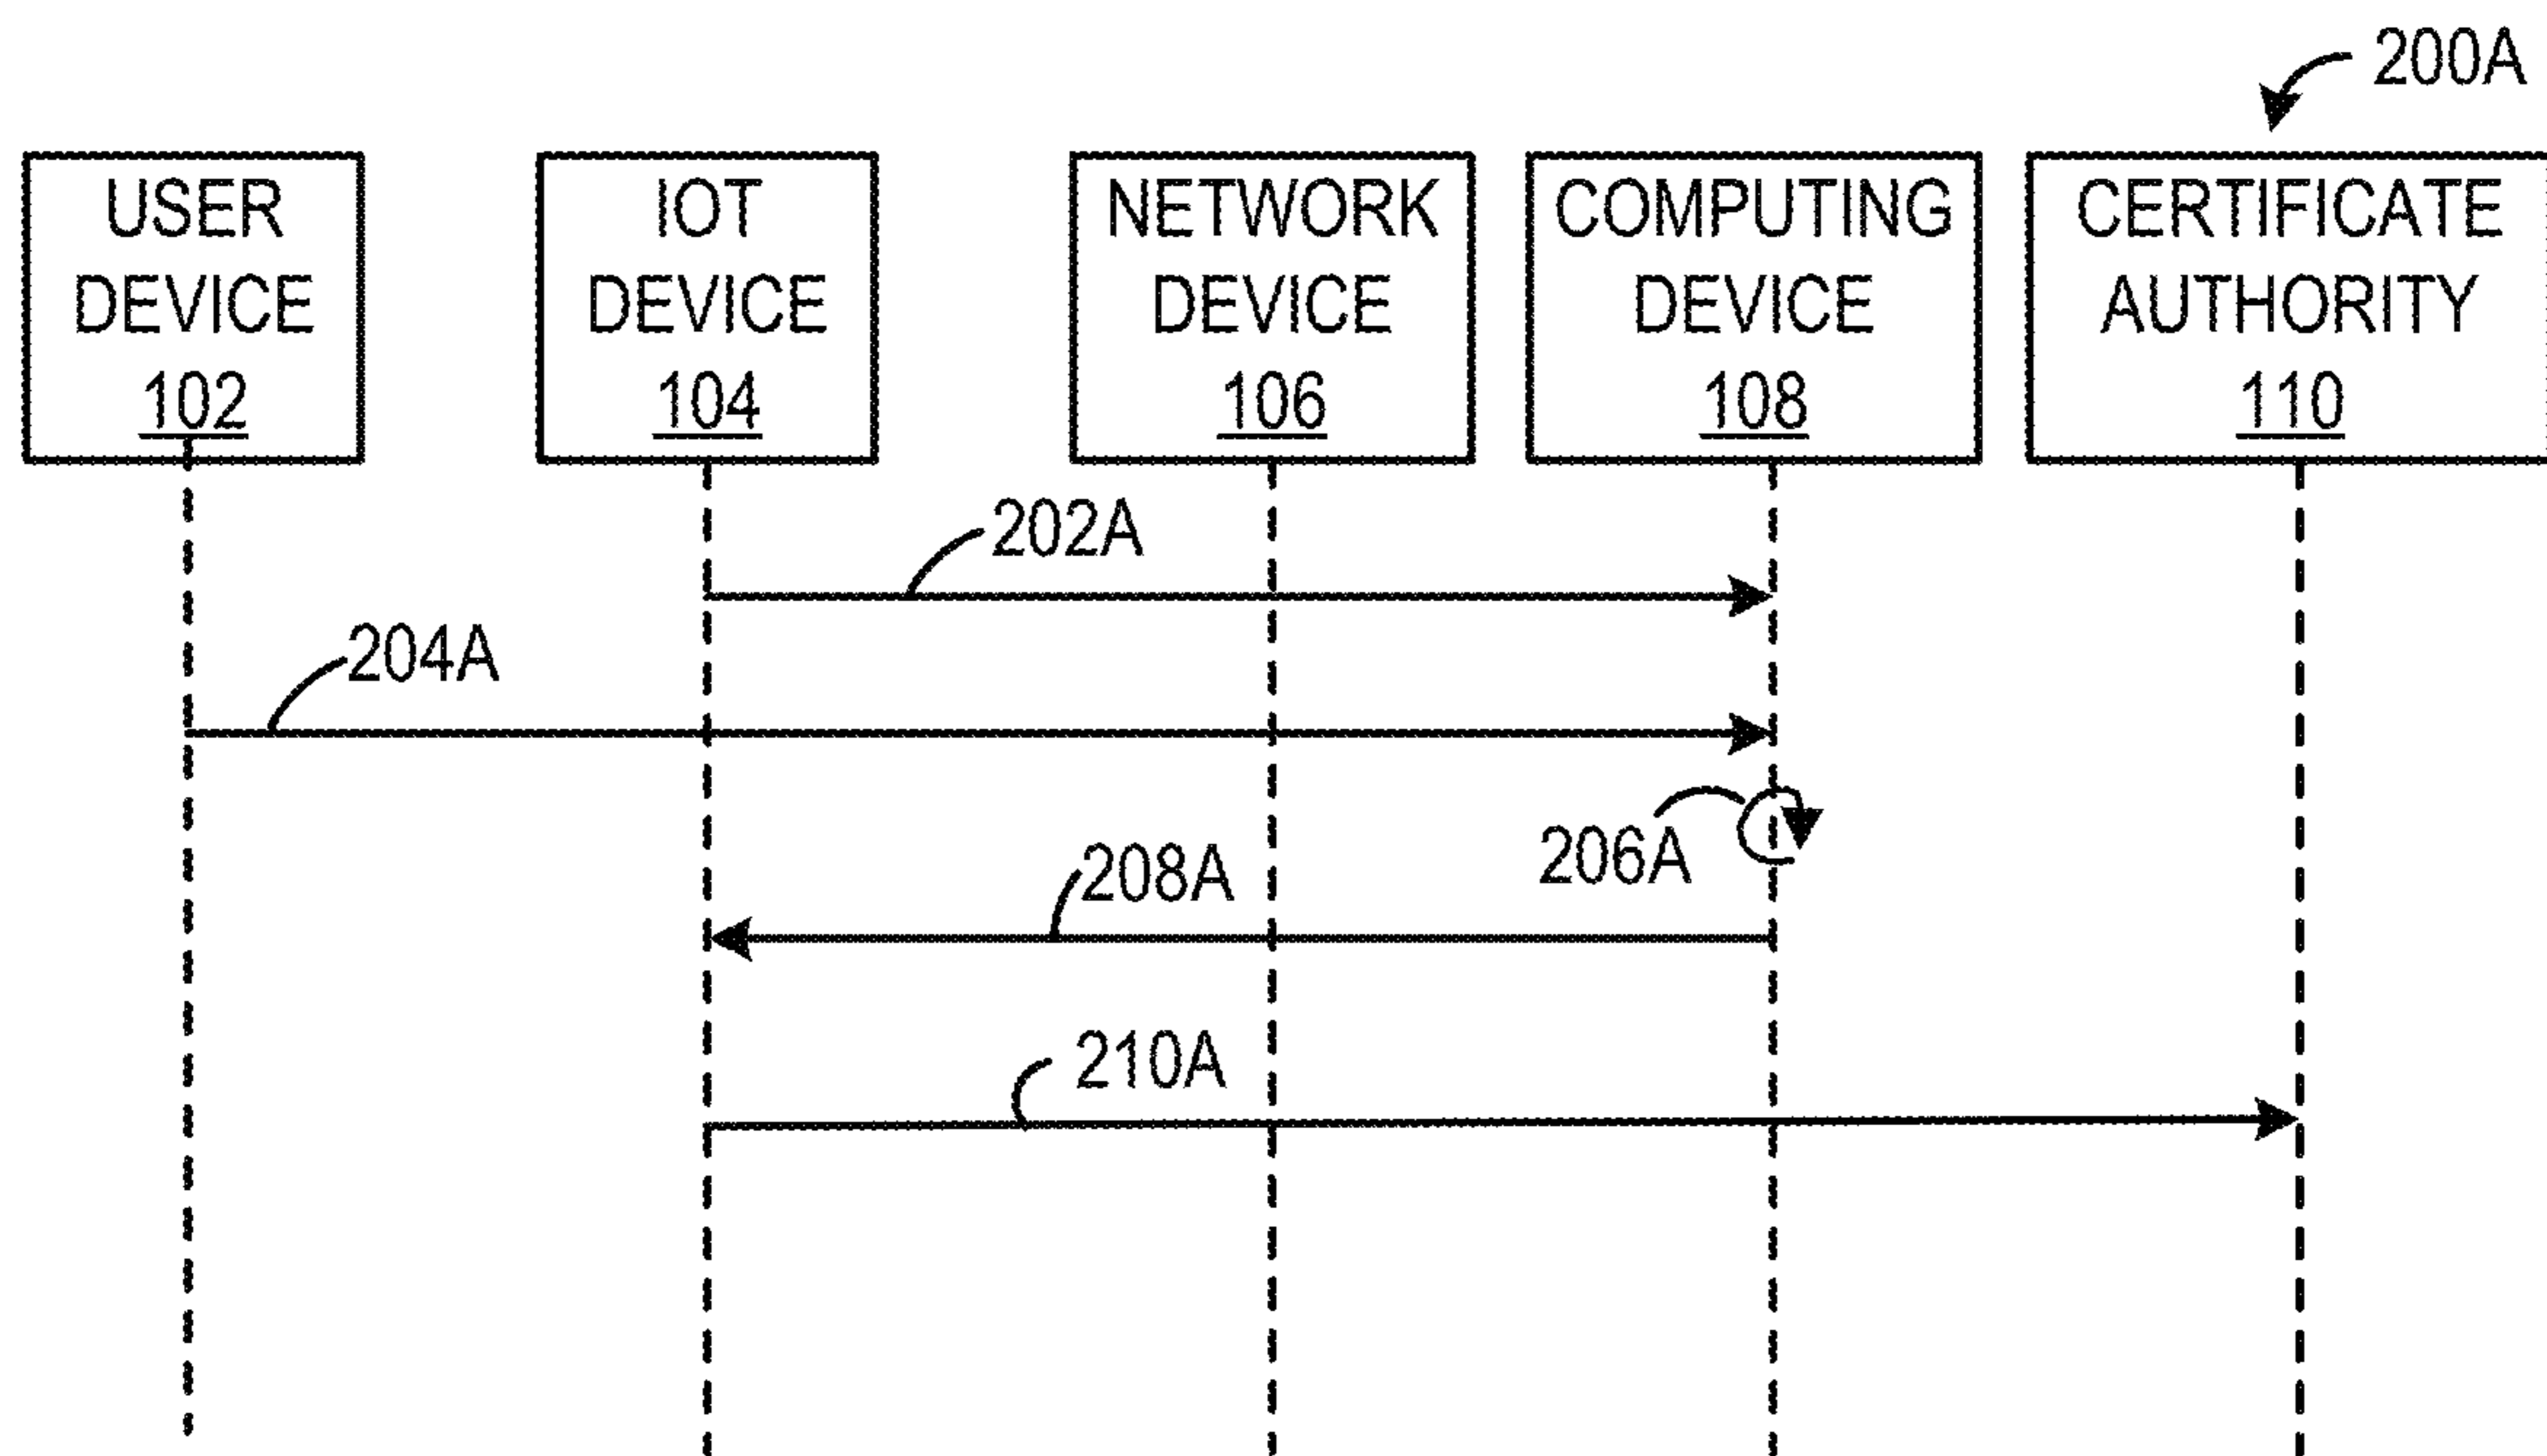 200A
USER
DEVICE
102
IOT
DEVICE
104
NETWORK
DEVICE
106
COMPUTING
DEVICE
108
CERTIFICATE
AUTHORITY
110
202A
204A
206A
208A
210A